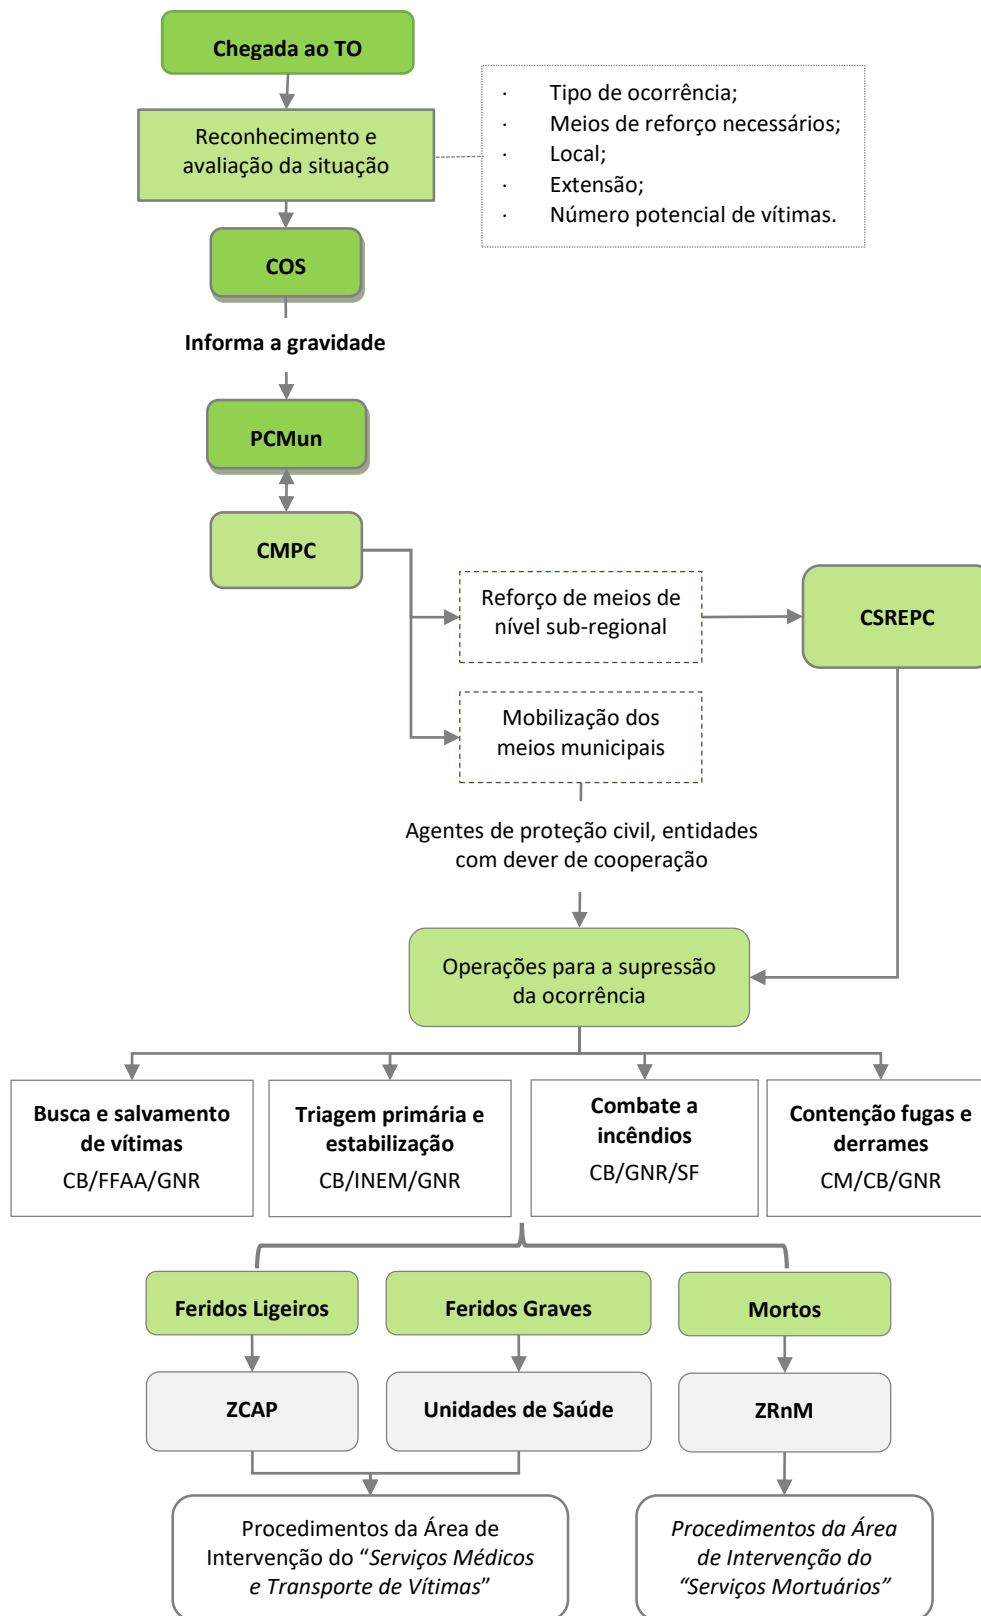 Chegada ao TO
· Tipo de ocorrência;
· Meios de reforço necessários;
· Local;
· Extensão;
· Número potencial de vítimas.
Reconhecimento e
avaliação da situação
COS
Informa a gravidade
PCMun
CMPC
Reforço de meios de
nível sub-regional
CSREPC
Mobilização dos
meios municipais
Agentes de proteção civil, entidades
com dever de cooperação
Operações para a supressão
da ocorrência
Busca e salvamento
de vítimas
CB/FFAA/GNR
Triagem primária e
estabilização
CB/INEM/GNR
Combate a
incêndios
CB/GNR/SF
Contenção fugas e
derrames
CM/CB/GNR
Feridos Ligeiros
Feridos Graves
Mortos
ZCAP
Unidades de Saúde
ZRnM
Procedimentos da Área de
Intervenção do “Serviços Médicos
e Transporte de Vítimas”
Procedimentos da Área
de Intervenção do
“Serviços Mortuários”